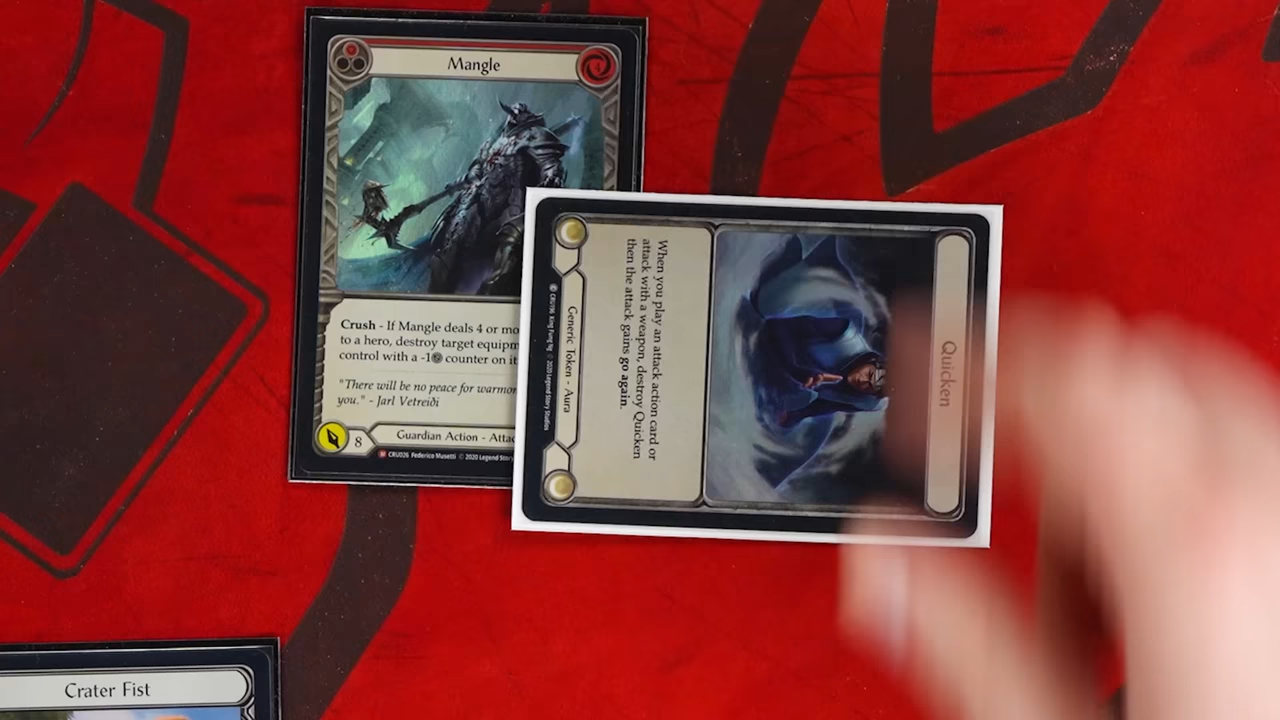 Mangle
Crush - If Mangle deals 4 or mo
to a hero, destroy target equipm
control with a -1 counter on it
"There will be no peace for warmon
you." - Jarl Vetreiði
8
Guardian Action - Attac
M CRU026 Federico Musetti © 2020 Legend Story
Quicken
When you play an attack action card or
attack with a weapon, destroy Quicken
then the attack gains go again.
Generic Token - Aura
CRU196 King Pung Ng © 2020 Legend Story Studios
Crater Fist